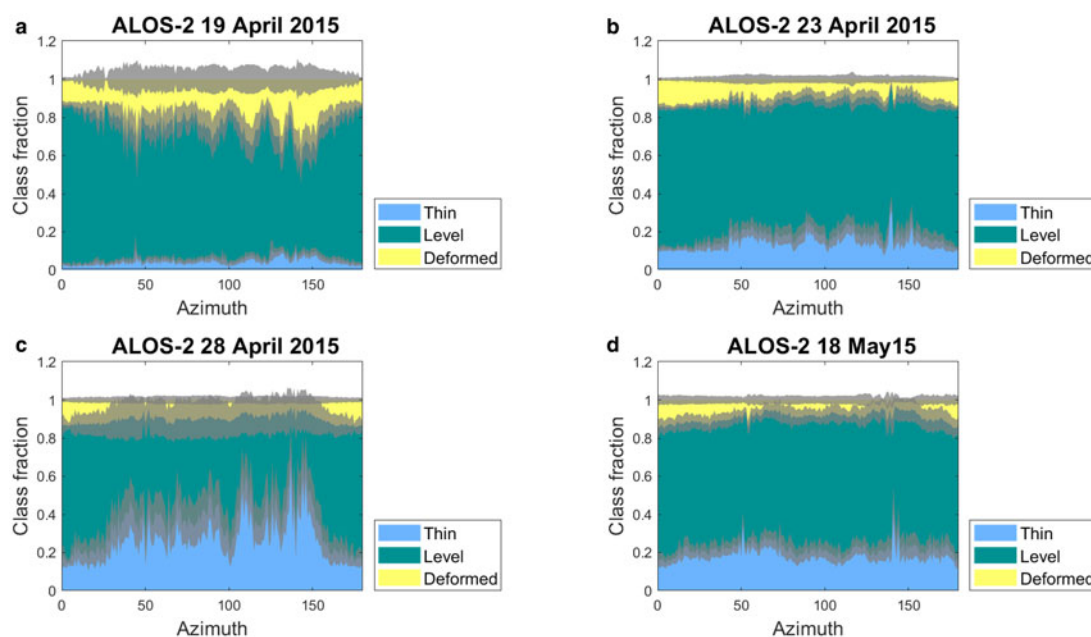 a
ALOS-2 19 April 2015
1.2
1
0.8
0.6
0.4
0.2
0
Class fraction
0 50 100 150
Azimuth
Thin
Level
Deformed
b
ALOS-2 23 April 2015
1.2
1
0.8
0.6
0.4
0.2
0
Class fraction
0 50 100 150
Azimuth
Thin
Level
Deformed
c
ALOS-2 28 April 2015
1.2
1
0.8
0.6
0.4
0.2
0
Class fraction
0 50 100 150
Azimuth
Thin
Level
Deformed
d
ALOS-2 18 May15
1.2
1
0.8
0.6
0.4
0.2
0
Class fraction
0 50 100 150
Azimuth
Thin
Level
Deformed